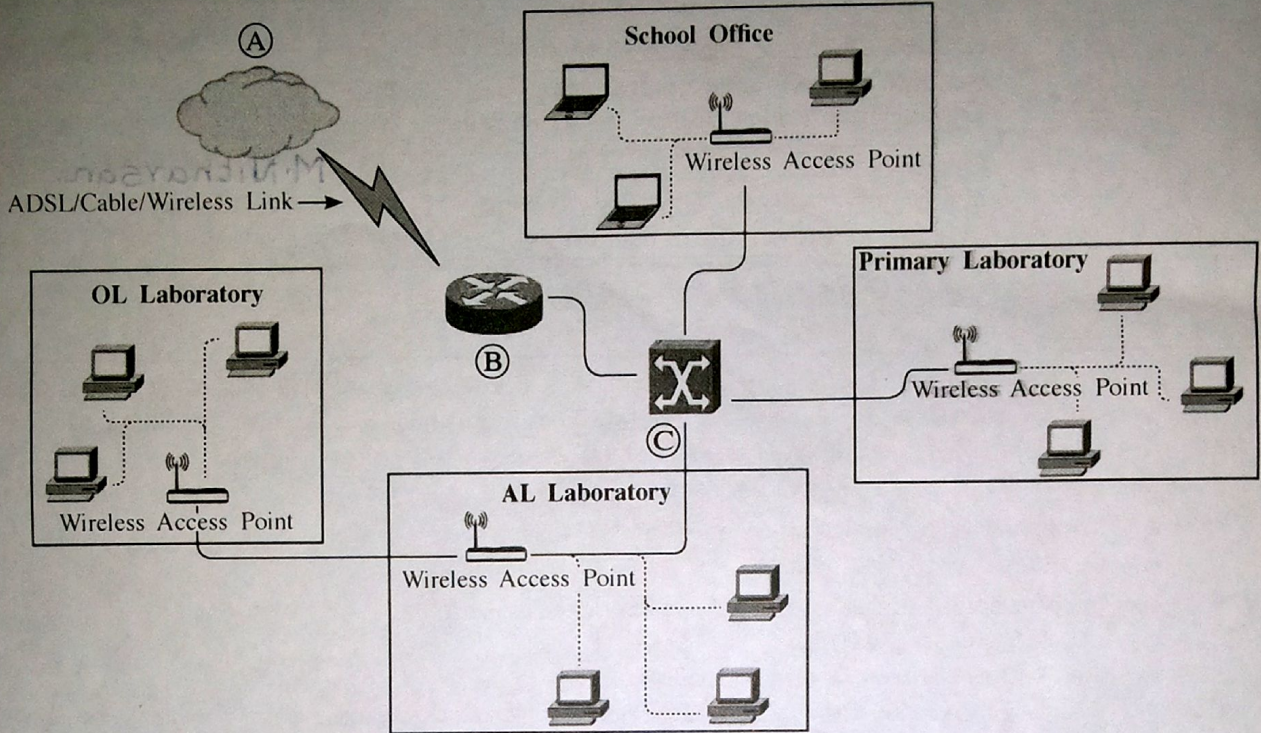 A
School Office
Wireless Access Point
ADSL/Cable/Wireless Link
Primary Laboratory
Wireless Access Point
OL Laboratory
B
C
Wireless Access Point
AL Laboratory
Wireless Access Point